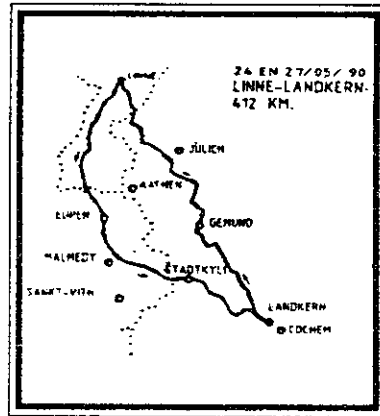 24 EN 27/05/ 90
LINNE-LANDKERN-
412 KM.
LINNE
JÜLICH
AATHEN
EUPEN
GEMUND
MALMEDY
STADTKYLL
SANKT-VITH
LANDKERN
COCHEM